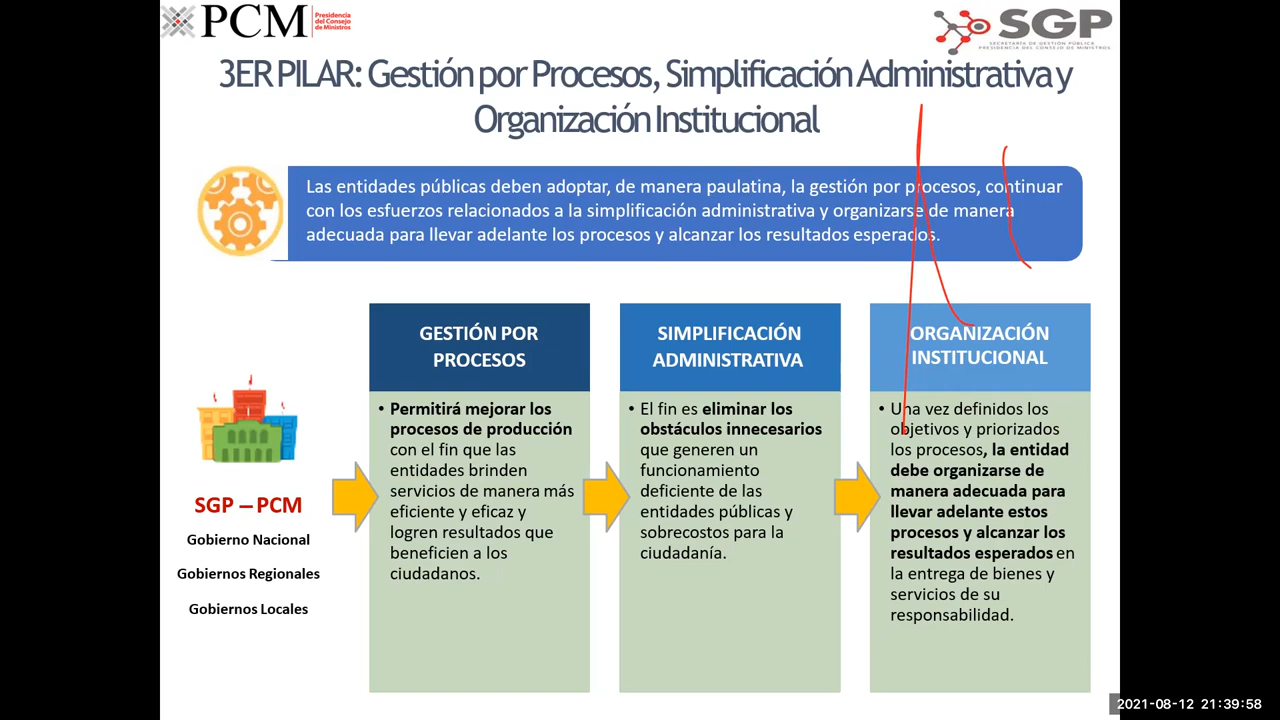 PCM
Presidencia
del Consejo
de Ministros
SGP
SECRETARÍA DE GESTIÓN PÚBLICA
PRESIDENCIA DEL CONSEJO DE MINISTROS
3ER PILAR: Gestión por Procesos, Simplificación Administrativa y
Organización Institucional
Las entidades públicas deben adoptar, de manera paulatina, la gestión por procesos, continuar
con los esfuerzos relacionados a la simplificación administrativa y organizarse de manera
adecuada para llevar adelante los procesos y alcanzar los resultados esperados.
SGP – PCM
Gobierno Nacional
Gobiernos Regionales
Gobiernos Locales
GESTIÓN POR
PROCESOS
• Permitirá mejorar los
procesos de producción
con el fin que las
entidades brinden
servicios de manera más
eficiente y eficaz y
logren resultados que
beneficien a los
ciudadanos.
SIMPLIFICACIÓN
ADMINISTRATIVA
• El fin es eliminar los
obstáculos innecesarios
que generen un
funcionamiento
deficiente de las
entidades públicas y
sobrecostos para la
ciudadanía.
ORGANIZACIÓN
INSTITUCIONAL
• Una vez definidos los
objetivos y priorizados
los procesos, la entidad
debe organizarse de
manera adecuada para
llevar adelante estos
procesos y alcanzar los
resultados esperados en
la entrega de bienes y
servicios de su
responsabilidad.
2021-08-12 21:39:58